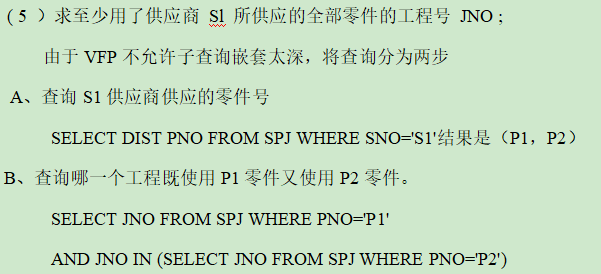 (5 ）求至少用了供应商 Sl 所供应的全部零件的工程号 JNO ;
由于 VFP 不允许子查询嵌套太深，将查询分为两步
A、查询 S1 供应商供应的零件号
SELECT DIST PNO FROM SPJ WHERE SNO='S1'结果是（P1，P2）
B、查询哪一个工程既使用 P1 零件又使用 P2 零件。
SELECT JNO FROM SPJ WHERE PNO='P1'
AND JNO IN (SELECT JNO FROM SPJ WHERE PNO='P2')